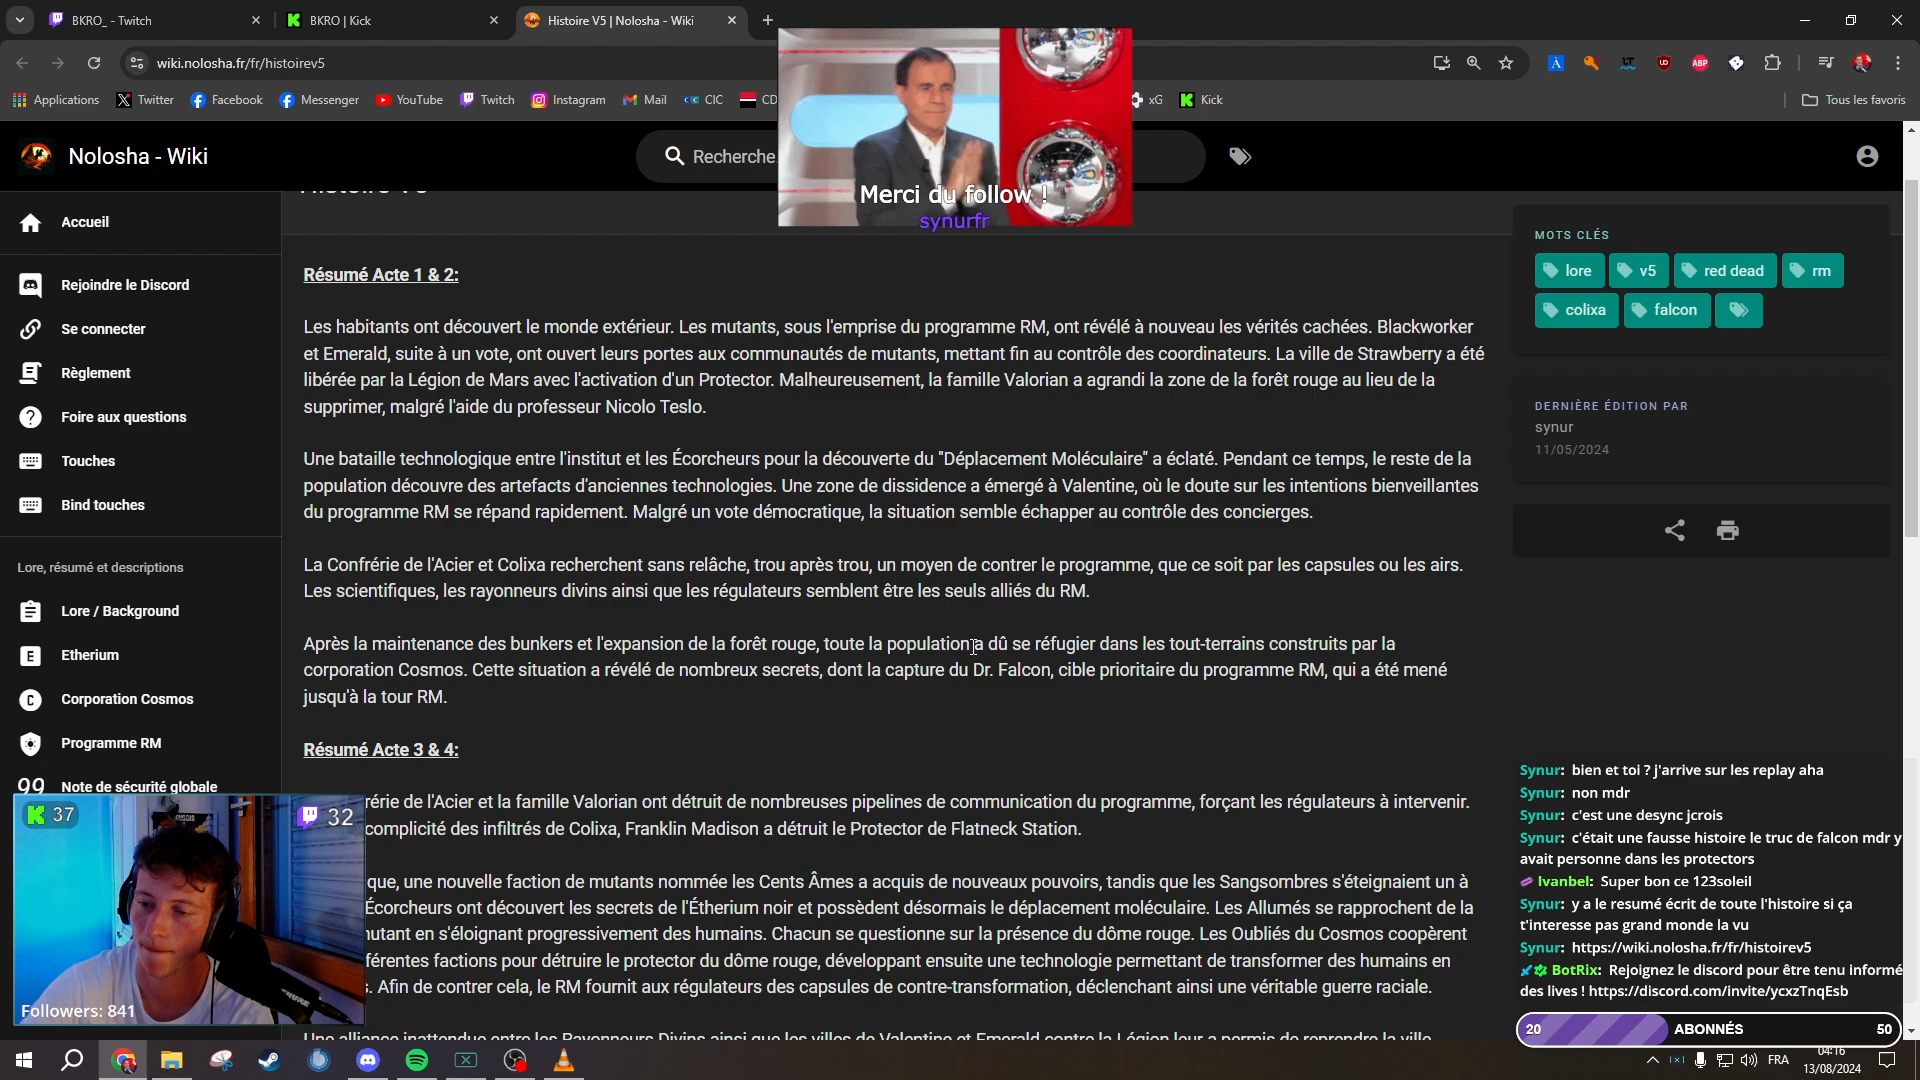 BKRO_ - Twitch
BKRO | Kick
Histoire V5 | Nolosha - Wiki
wiki.nolosha.fr/fr/histoirev5
Applications
Twitter
Facebook
Messenger
YouTube
Twitch
Instagram
Mail
CIC
CD
xG
Kick
Tous les favoris
Nolosha - Wiki
Recherche
Merci du follow !
synurfr
Accueil
Rejoindre le Discord
Se connecter
Règlement
Foire aux questions
Touches
Bind touches
Lore, résumé et descriptions
Lore / Background
Etherium
Corporation Cosmos
Programme RM
Note de sécurité globale
Résumé Acte 1 & 2:
Les habitants ont découvert le monde extérieur. Les mutants, sous l'emprise du programme RM, ont révélé à nouveau les vérités cachées. Blackworker
et Emerald, suite à un vote, ont ouvert leurs portes aux communautés de mutants, mettant fin au contrôle des coordinateurs. La ville de Strawberry a été
libérée par la Légion de Mars avec l'activation d'un Protector. Malheureusement, la famille Valorian a agrandi la zone de la forêt rouge au lieu de la
supprimer, malgré l'aide du professeur Nicolo Teslo.
Une bataille technologique entre l'institut et les Écorcheurs pour la découverte du "Déplacement Moléculaire" a éclaté. Pendant ce temps, le reste de la
population découvre des artefacts d'anciennes technologies. Une zone de dissidence a émergé à Valentine, où le doute sur les intentions bienveillantes
du programme RM se répand rapidement. Malgré un vote démocratique, la situation semble échapper au contrôle des concierges.
La Confrérie de l'Acier et Colixa recherchent sans relâche, trou après trou, un moyen de contrer le programme, que ce soit par les capsules ou les airs.
Les scientifiques, les rayonneurs divins ainsi que les régulateurs semblent être les seuls alliés du RM.
Après la maintenance des bunkers et l'expansion de la forêt rouge, toute la population a dû se réfugier dans les tout-terrains construits par la
corporation Cosmos. Cette situation a révélé de nombreux secrets, dont la capture du Dr. Falcon, cible prioritaire du programme RM, qui a été mené
jusqu'à la tour RM.
Résumé Acte 3 & 4:
rérie de l'Acier et la famille Valorian ont détruit de nombreuses pipelines de communication du programme, forçant les régulateurs à intervenir.
complicité des infiltrés de Colixa, Franklin Madison a détruit le Protector de Flatneck Station.
que, une nouvelle faction de mutants nommée les Cents Âmes a acquis de nouveaux pouvoirs, tandis que les Sangsombres s'éteignaient un à
Écorcheurs ont découvert les secrets de l'Étherium noir et possèdent désormais le déplacement moléculaire. Les Allumés se rapprochent de la
utant en s'éloignant progressivement des humains. Chacun se questionne sur la présence du dôme rouge. Les Oubliés du Cosmos coopèrent
fférentes factions pour détruire le protector du dôme rouge, développant ensuite une technologie permettant de transformer des humains en
. Afin de contrer cela, le RM fournit aux régulateurs des capsules de contre-transformation, déclenchant ainsi une véritable guerre raciale.
Une alliance inattendue entre les Rayonneurs Divins ainsi que les villes de Valentine et Emerald contre la Légion leur a permis de reprendre la ville
MOTS CLÉS
lore
v5
red dead
rm
colixa
falcon
DERNIÈRE ÉDITION PAR
synur
11/05/2024
37
32
Followers: 841
Synur: bien et toi ? j'arrive sur les replay aha
Synur: non mdr
Synur: c'est une desync jcrois
Synur: c'était une fausse histoire le truc de falcon mdr y
avait personne dans les protectors
Ivanbel: Super bon ce 123soleil
Synur: y a le resumé écrit de toute l'histoire si ça
t'interesse pas grand monde la vu
Synur: https://wiki.nolosha.fr/fr/histoirev5
BotRix: Rejoignez le discord pour être tenu informé
des lives ! https://discord.com/invite/ycxzTnqEsb
20
ABONNÉS
50
FRA
04:16
13/08/2024